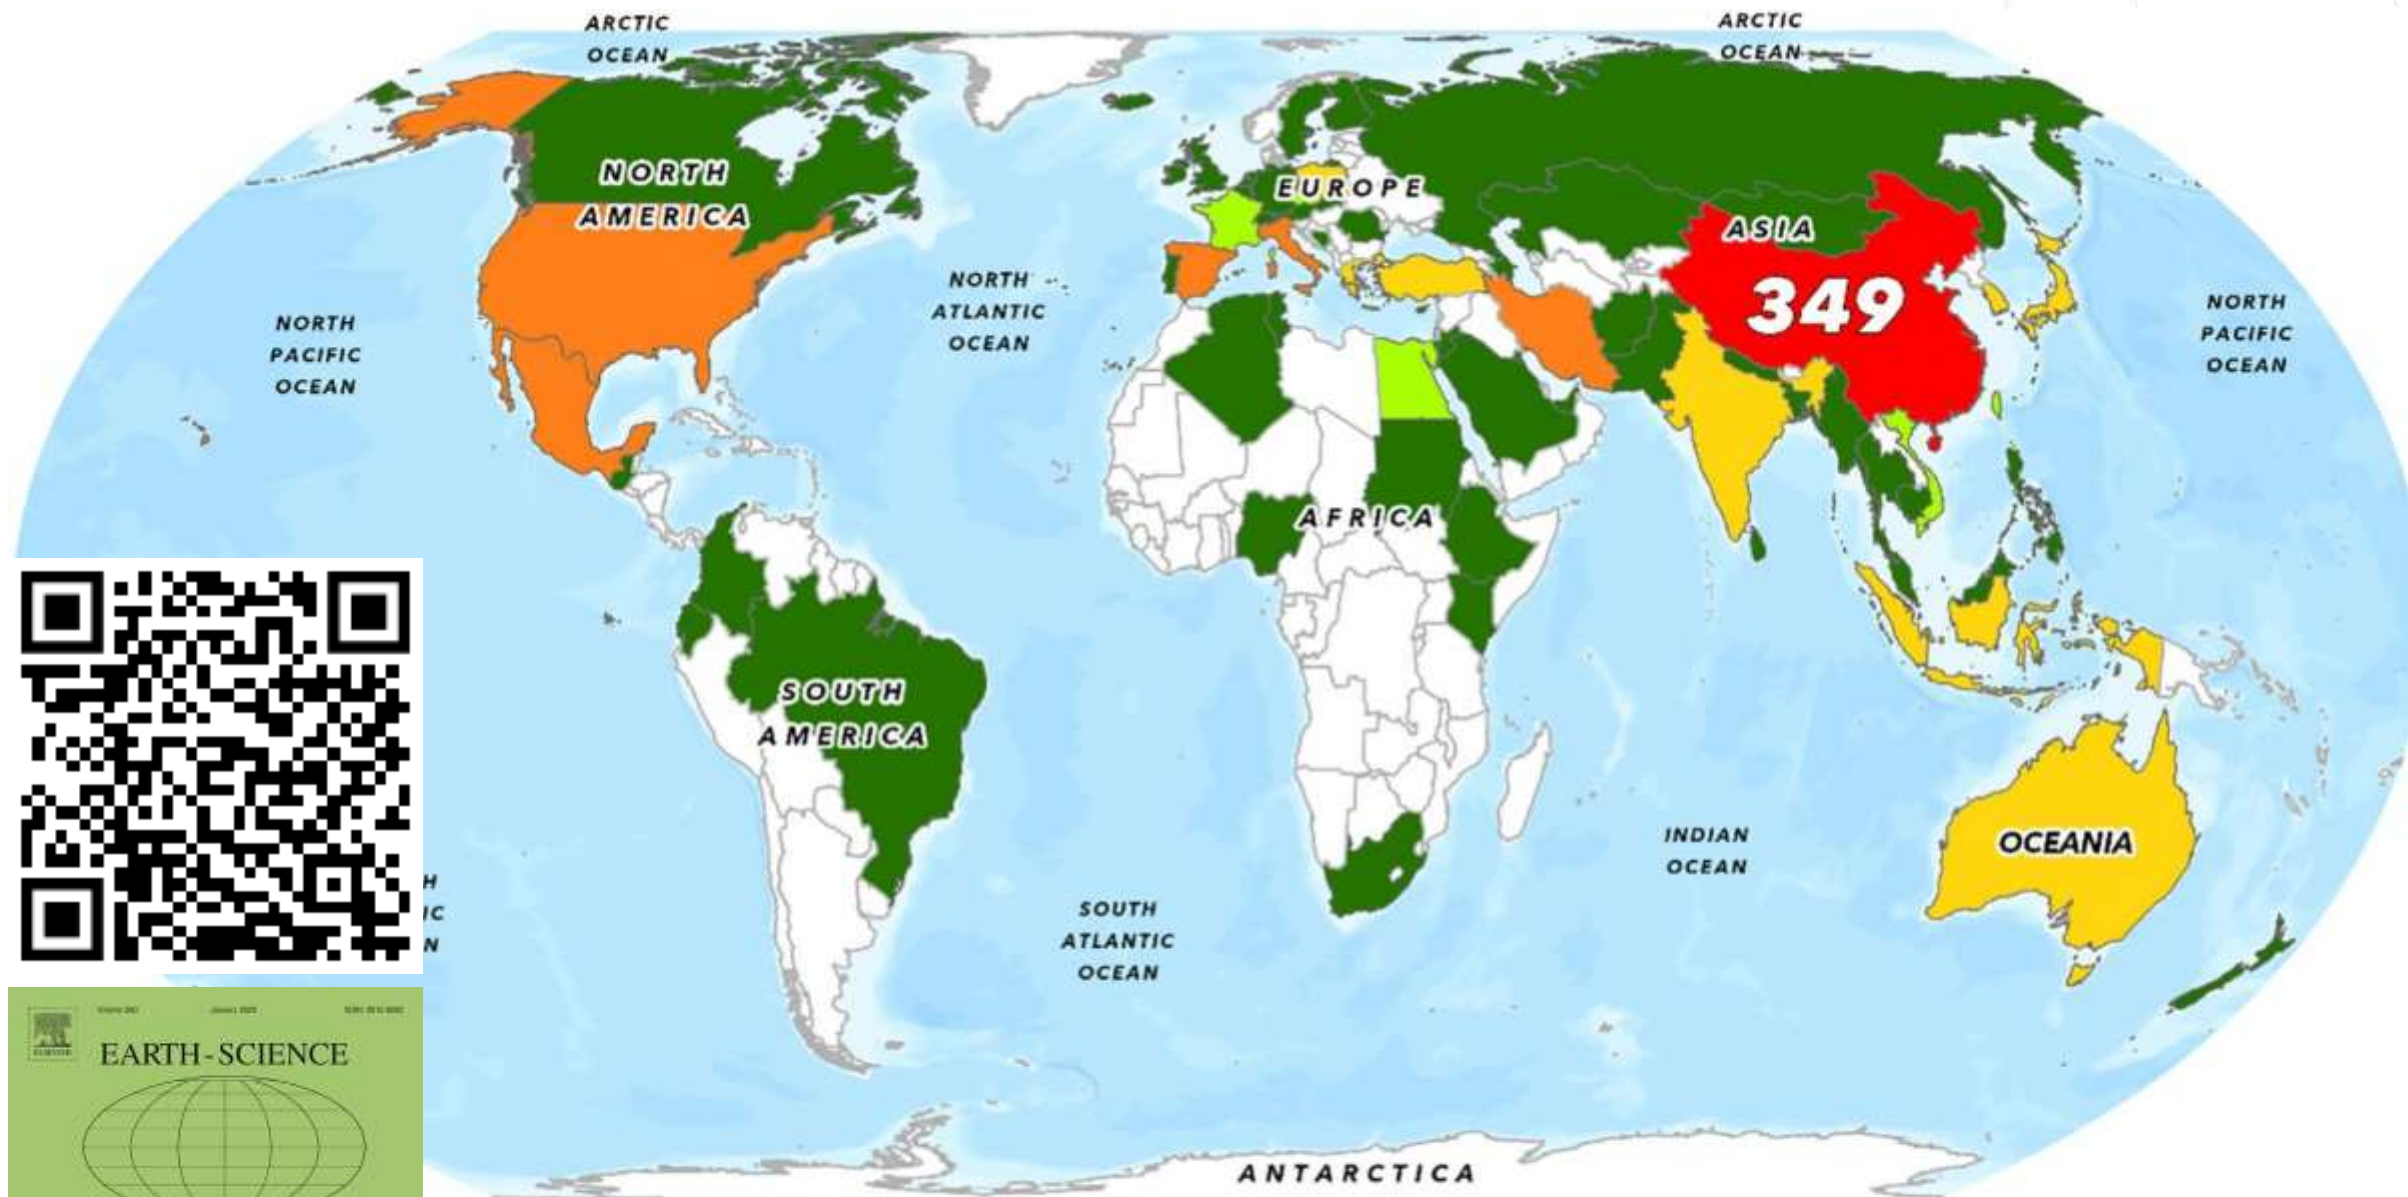 ARCTIC
OCEAN
ARCTIC
OCEAN
NORTH
AMERICA
EUROPE
ASIA
349
NORTH
ATLANTIC
OCEAN
NORTH
PACIFIC
OCEAN
NORTH
PACIFIC
OCEAN
AFRICA
SOUTH
AMERICA
OCEANIA
INDIAN
OCEAN
SOUTH
ATLANTIC
OCEAN
H
IC
N
EARTH-SCIENCE
ANTARCTICA